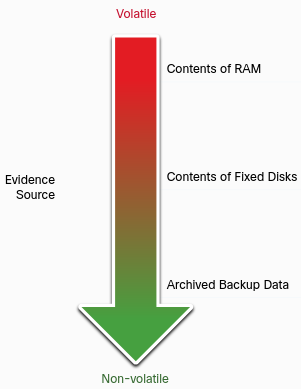 Volatile
Contents of RAM
Evidence
Source
Contents of Fixed Disks
Archived Backup Data
Non-volatile